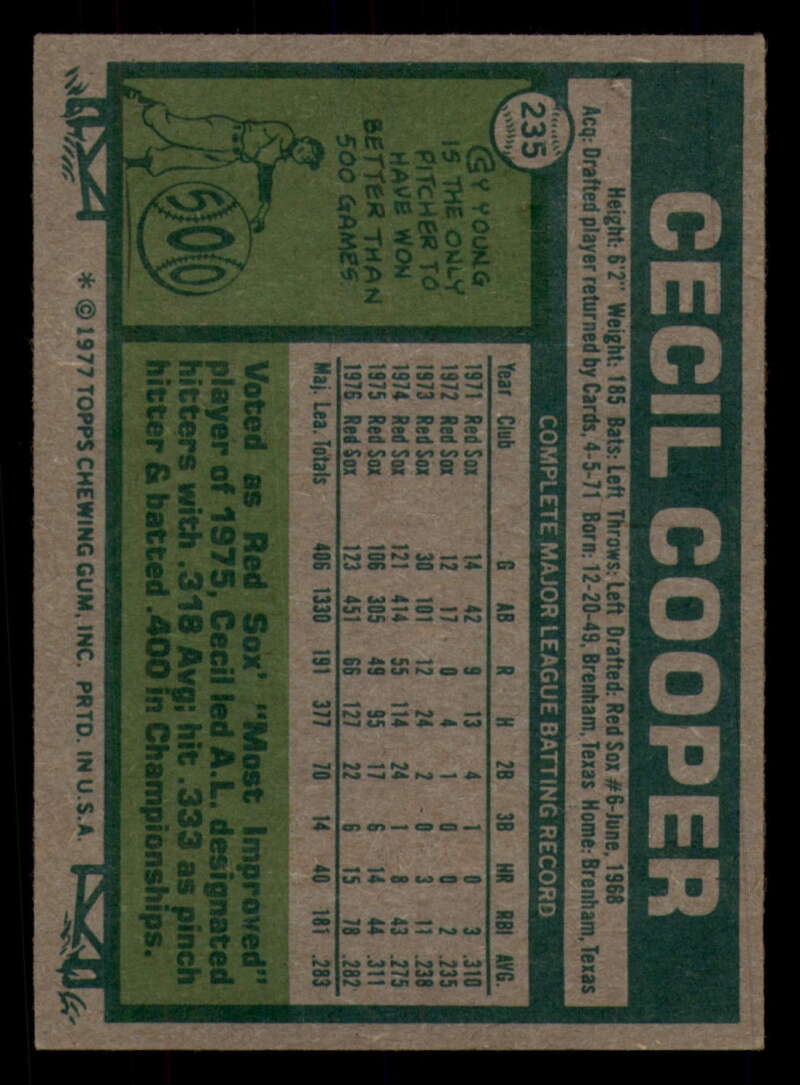 235
CECIL COOPER
Height: 6'2" Weight: 185 Bats: Left Throws: Left Drafted: Red Sox #6-June, 1968
Acq: Drafted player returned by Cards, 4-5-71 Born: 12-20-49, Brenham, Texas Home: Brenham, Texas
CY YOUNG
IS THE ONLY
PITCHER TO
HAVE WON
BETTER THAN
500 GAMES.
500
COMPLETE MAJOR LEAGUE BATTING RECORD
Year Club G AB R H 2B 3B HR RBI AVG.
1971 Red Sox 14 42 9 13 4 1 0 3 .310
1972 Red Sox 12 17 0 4 1 0 0 2 .235
1973 Red Sox 30 101 12 24 2 0 3 11 .238
1974 Red Sox 121 414 55 114 24 1 8 43 .275
1975 Red Sox 106 305 49 95 17 6 14 44 .311
1976 Red Sox 123 451 66 127 22 6 15 78 .282
Maj. Lea. Totals 406 1330 191 377 70 14 40 181 .283
Voted as Red Sox' "Most Improved"
player of 1975, Cecil led A.L. designated
hitters with .318 Avg; hit .333 as pinch
hitter & batted .400 in Championships.
* © 1977 TOPPS CHEWING GUM, INC. PRTD. IN U.S.A.